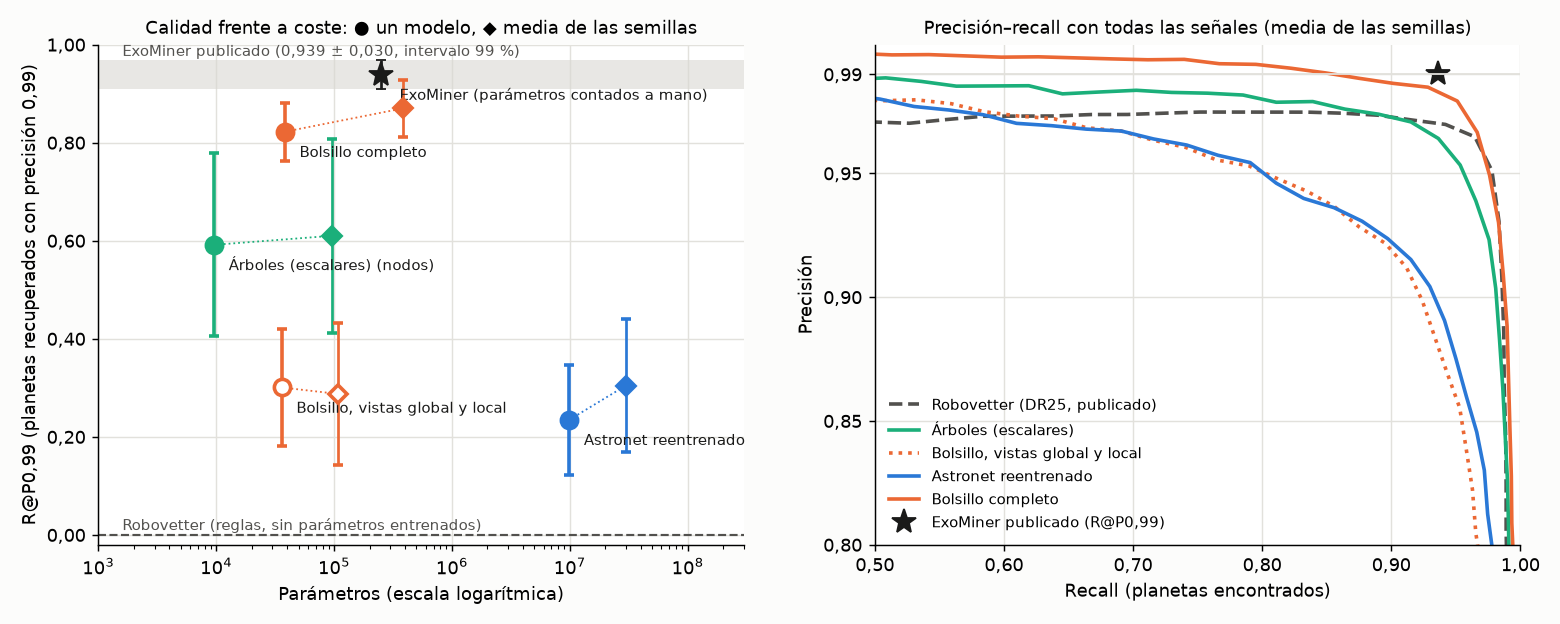 Calidad frente a coste: ● un modelo, ◆ media de las semillas
R@P0,99 (planetas recuperados con precisión 0,99)
1,00
0,80
0,60
0,40
0,20
0,00
ExoMiner publicado (0,939 ± 0,030, intervalo 99 %)
ExoMiner (parámetros contados a mano)
Bolsillo completo
Árboles (escalares) (nodos)
Bolsillo, vistas global y local
Astronet reentrenado
Robovetter (reglas, sin parámetros entrenados)
10³
10⁴
10⁵
10⁶
10⁷
10⁸
Parámetros (escala logarítmica)
Precisión–recall con todas las señales (media de las semillas)
Precisión
0,99
0,95
0,90
0,85
0,80
Robovetter (DR25, publicado)
Árboles (escalares)
Bolsillo, vistas global y local
Astronet reentrenado
Bolsillo completo
ExoMiner publicado (R@P0,99)
0,50
0,60
0,70
0,80
0,90
1,00
Recall (planetas encontrados)